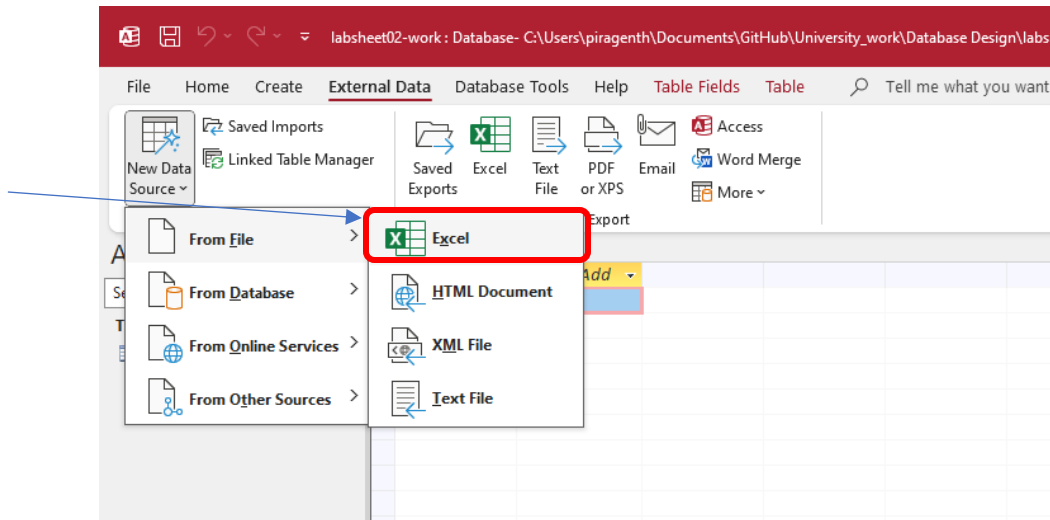 labsheet02-work : Database- C:\Users\piragenth\Documents\GitHub\University_work\Database Design\labs
File Home Create External Data Database Tools Help Table Fields Table Tell me what you want
New Data Source
Saved Imports
Linked Table Manager
Saved Exports
Excel
Text File
PDF or XPS
Email
Access
Word Merge
More
Export
From File
From Database
From Online Services
From Other Sources
Excel
HTML Document
XML File
Text File
A
Se
T
Add